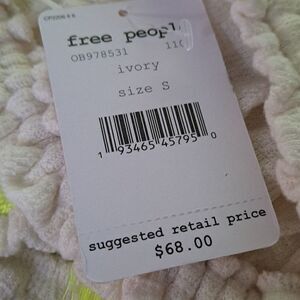 free peopl
OB978531
ivory
size S
1 93465 45795 0
suggested retail price
$68.00